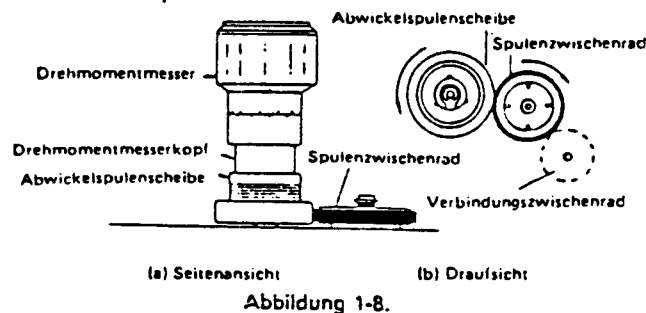 Abwickelspulenscheibe
Spulenzwischenrad
Drehmomentmesser
Drehmomentmesserkopf
Spulenzwischenrad
Abwickelspulenscheibe
Verbindungszwischenrad
(a) Seitenansicht
(b) Draufsicht
Abbildung 1-8.